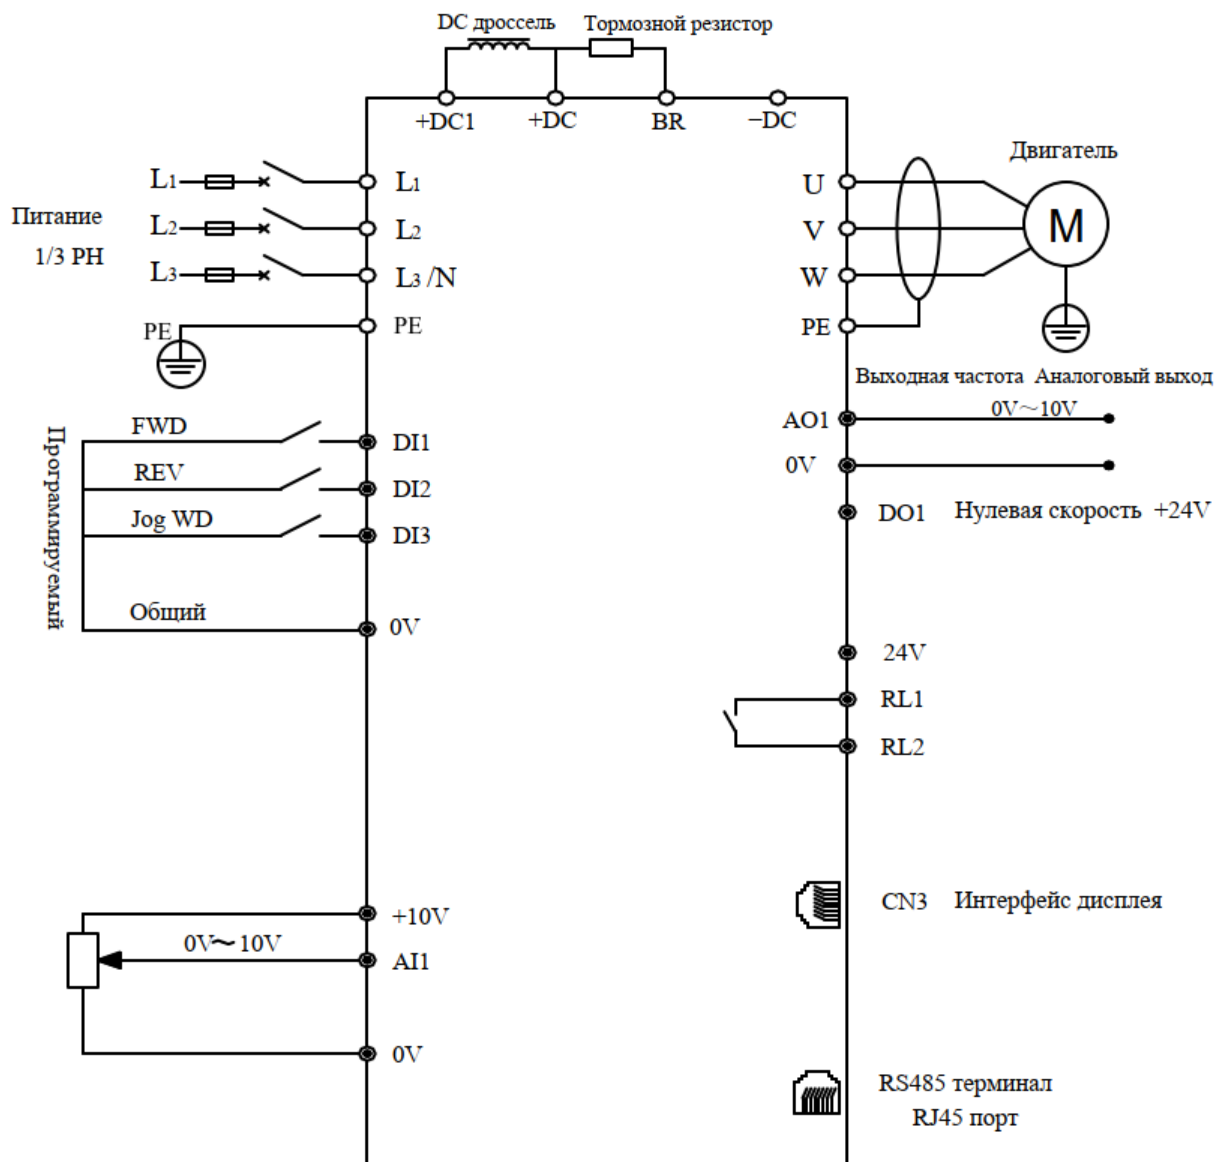 DC дроссель
Тормозной резистор
+DC1
+DC
BR
−DC
Питание
1/3 PH
L1
L2
L3
PE
L1
L2
L3 /N
PE
U
V
W
PE
Двигатель
M
Программируемый
FWD
REV
Jog WD
Общий
DI1
DI2
DI3
0V
Выходная частота Аналоговый выход
0V～10V
AO1
0V
DO1 Нулевая скорость +24V
24V
RL1
RL2
+10V
0V～10V
AI1
0V
CN3 Интерфейс дисплея
RS485 терминал
RJ45 порт